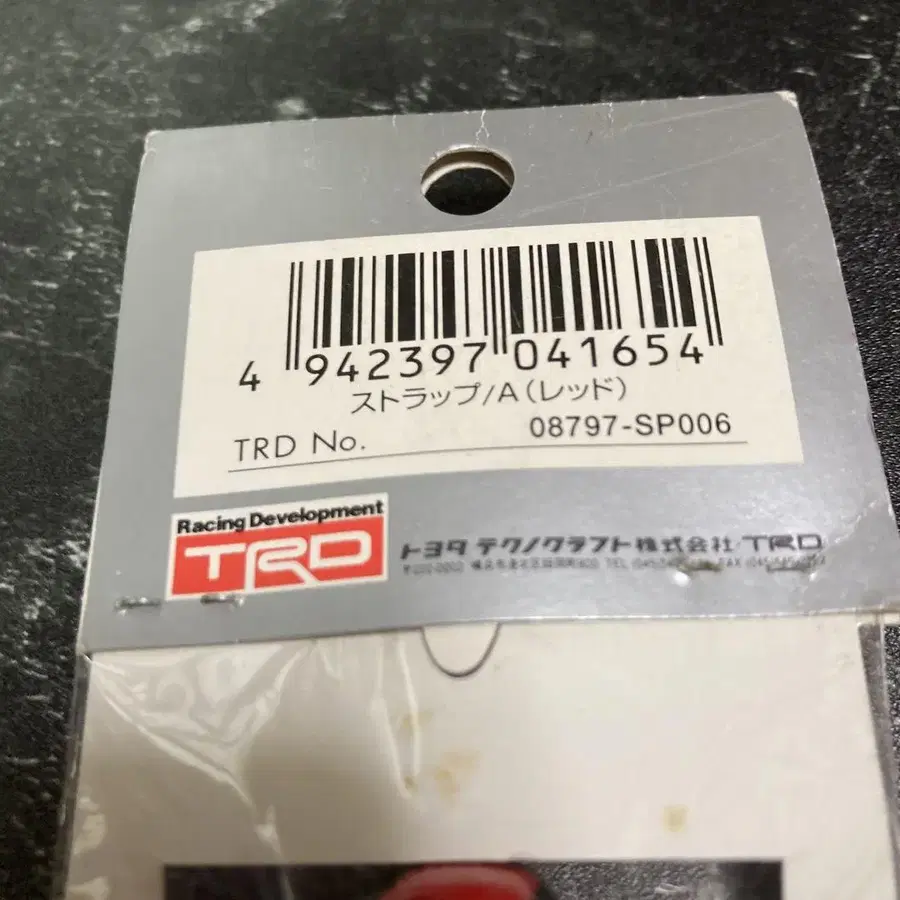 4 942397 041654
ストラップ/A(レッド)
TRD No. 08797-SP006
Racing Development
TRD
トヨタ テクノクラフト株式会社 TRD